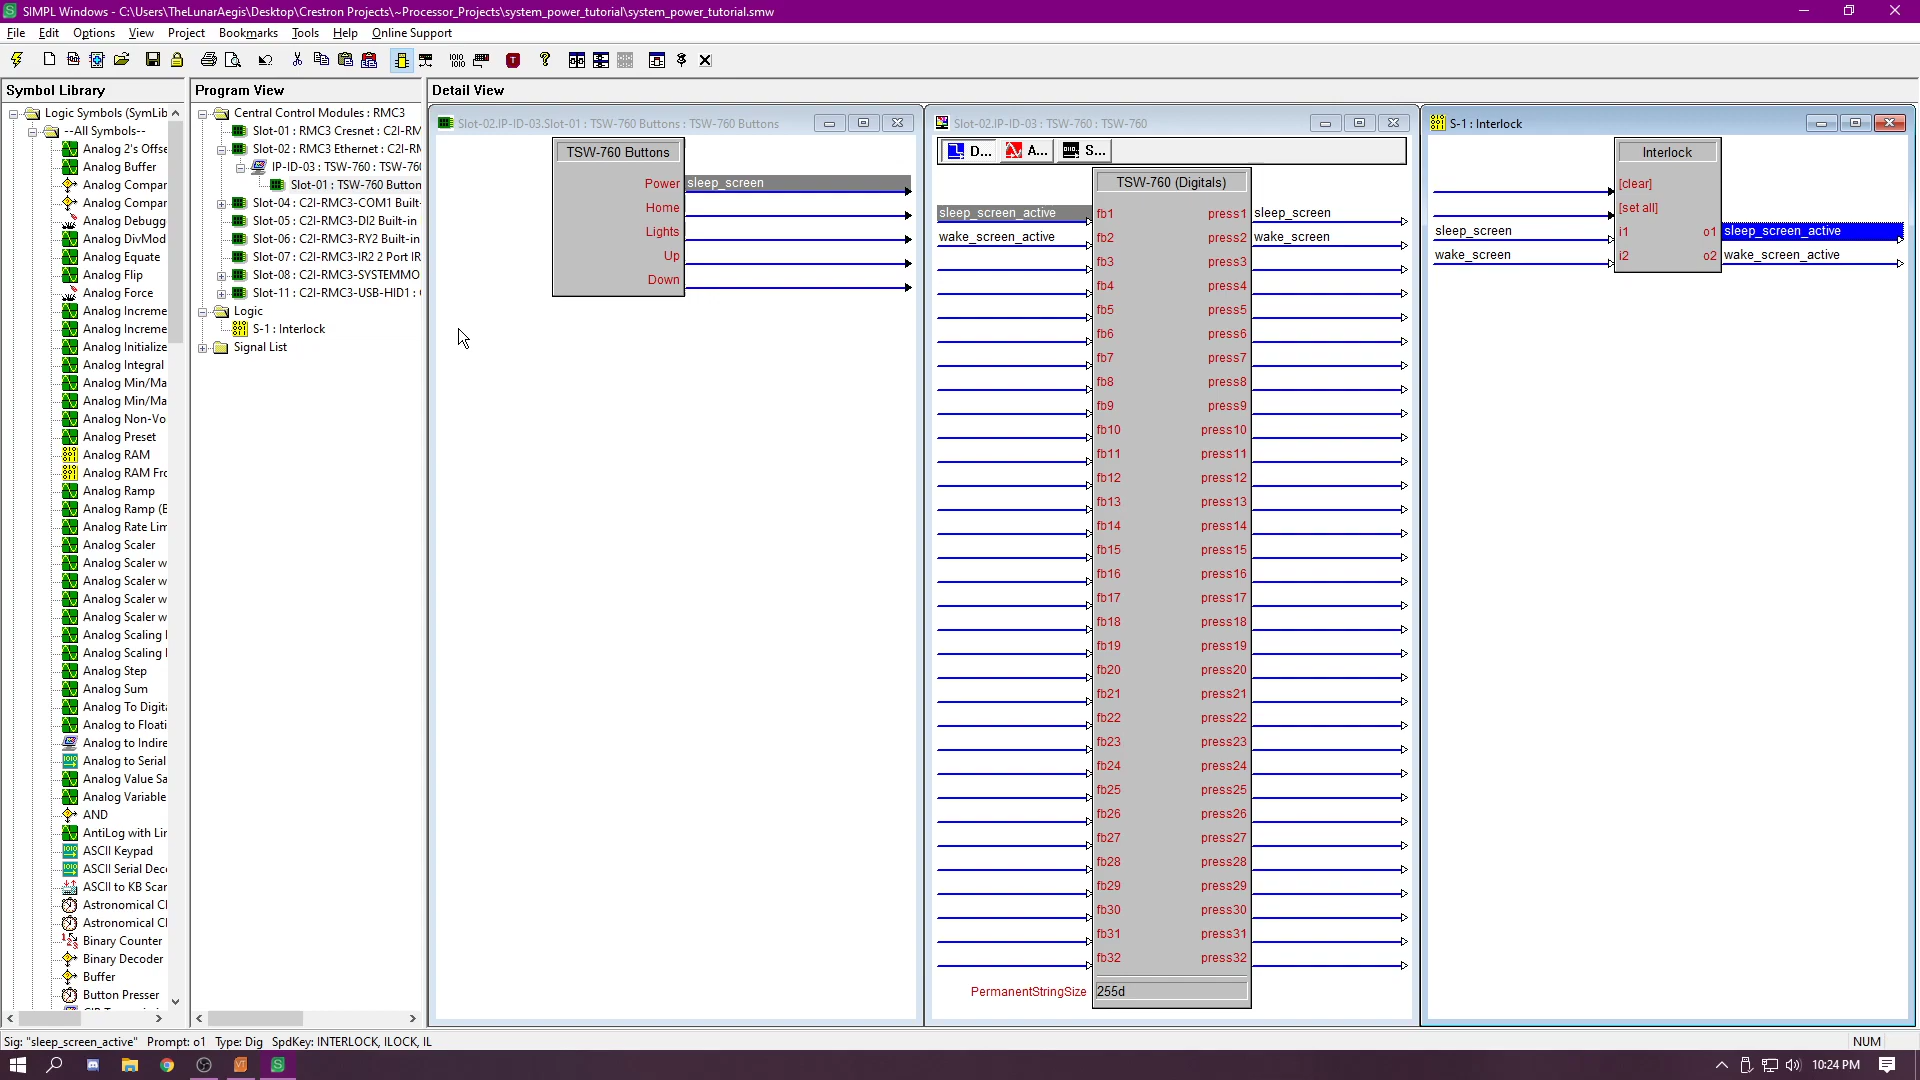 SIMPL Windows - C:\Users\TheLunarAegis\Desktop\Crestron Projects\~Processor_Projects\system_power_tutorial\system_power_tutorial.smw
File Edit Options View Project Bookmarks Tools Help Online Support
Symbol Library
Logic Symbols (SymLib
--All Symbols--
Analog 2's Offse
Analog Buffer
Analog Compar
Analog Compar
Analog Debugg
Analog DivMod
Analog Equate
Analog Flip
Analog Force
Analog Increme
Analog Increme
Analog Initialize
Analog Integral
Analog Min/Ma
Analog Min/Ma
Analog Non-Vo
Analog Preset
Analog RAM
Analog RAM Frc
Analog Ramp
Analog Ramp (B
Analog Rate Lim
Analog Scaler
Analog Scaler w
Analog Scaler w
Analog Scaler w
Analog Scaler w
Analog Scaling
Analog Scaling
Analog Step
Analog Sum
Analog To Digita
Analog to Floati
Analog to Indire
Analog to Serial
Analog Value Sa
Analog Variable
AND
AntiLog with Lin
ASCII Keypad
ASCII Serial Dec
ASCII to KB Scar
Astronomical Cl
Astronomical Cl
Binary Counter
Binary Decoder
Buffer
Button Presser
Program View
Central Control Modules : RMC3
Slot-01 : RMC3 Cresnet : C2I-RM
Slot-02 : RMC3 Ethernet : C2I-R
IP-ID-03 : TSW-760 : TSW-76
Slot-01 : TSW-760 Button
Slot-04 : C2I-RMC3-COM1 Built-
Slot-05 : C2I-RMC3-DI2 Built-in
Slot-06 : C2I-RMC3-RY2 Built-in
Slot-07 : C2I-RMC3-IR2 2 Port IR
Slot-08 : C2I-RMC3-SYSTEMMO
Slot-11 : C2I-RMC3-USB-HID1 :
Logic
S-1 : Interlock
Signal List
Detail View
Slot-02.IP-ID-03.Slot-01 : TSW-760 Buttons : TSW-760 Buttons
TSW-760 Buttons
Power sleep_screen
Home
Lights
Up
Down
Slot-02.IP-ID-03 : TSW-760 : TSW-760
D... A... S...
TSW-760 (Digitals)
sleep_screen_active fb1 press1 sleep_screen
wake_screen_active fb2 press2 wake_screen
fb3 press3
fb4 press4
fb5 press5
fb6 press6
fb7 press7
fb8 press8
fb9 press9
fb10 press10
fb11 press11
fb12 press12
fb13 press13
fb14 press14
fb15 press15
fb16 press16
fb17 press17
fb18 press18
fb19 press19
fb20 press20
fb21 press21
fb22 press22
fb23 press23
fb24 press24
fb25 press25
fb26 press26
fb27 press27
fb28 press28
fb29 press29
fb30 press30
fb31 press31
fb32 press32
PermanentStringSize 255d
S-1 : Interlock
Interlock
[clear]
[set all]
sleep_screen i1 o1 sleep_screen_active
wake_screen i2 o2 wake_screen_active
Sig: "sleep_screen_active" Prompt: o1 Type: Dig SpdKey: INTERLOCK, ILOCK, IL
NUM
10:24 PM